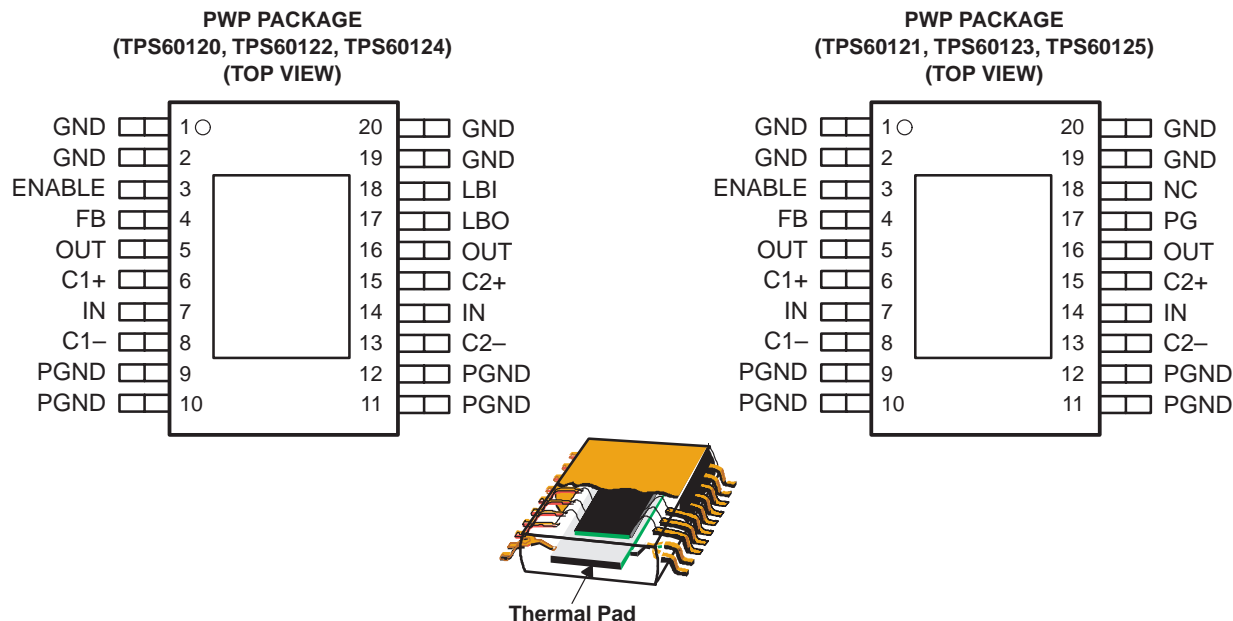 PWP PACKAGE
(TPS60120, TPS60122, TPS60124)
(TOP VIEW)
GND 1 20 GND
GND 2 19 GND
ENABLE 3 18 LBI
FB 4 17 LBO
OUT 5 16 OUT
C1+ 6 15 C2+
IN 7 14 IN
C1– 8 13 C2–
PGND 9 12 PGND
PGND 10 11 PGND
PWP PACKAGE
(TPS60121, TPS60123, TPS60125)
(TOP VIEW)
GND 1 20 GND
GND 2 19 GND
ENABLE 3 18 NC
FB 4 17 PG
OUT 5 16 OUT
C1+ 6 15 C2+
IN 7 14 IN
C1– 8 13 C2–
PGND 9 12 PGND
PGND 10 11 PGND
Thermal Pad